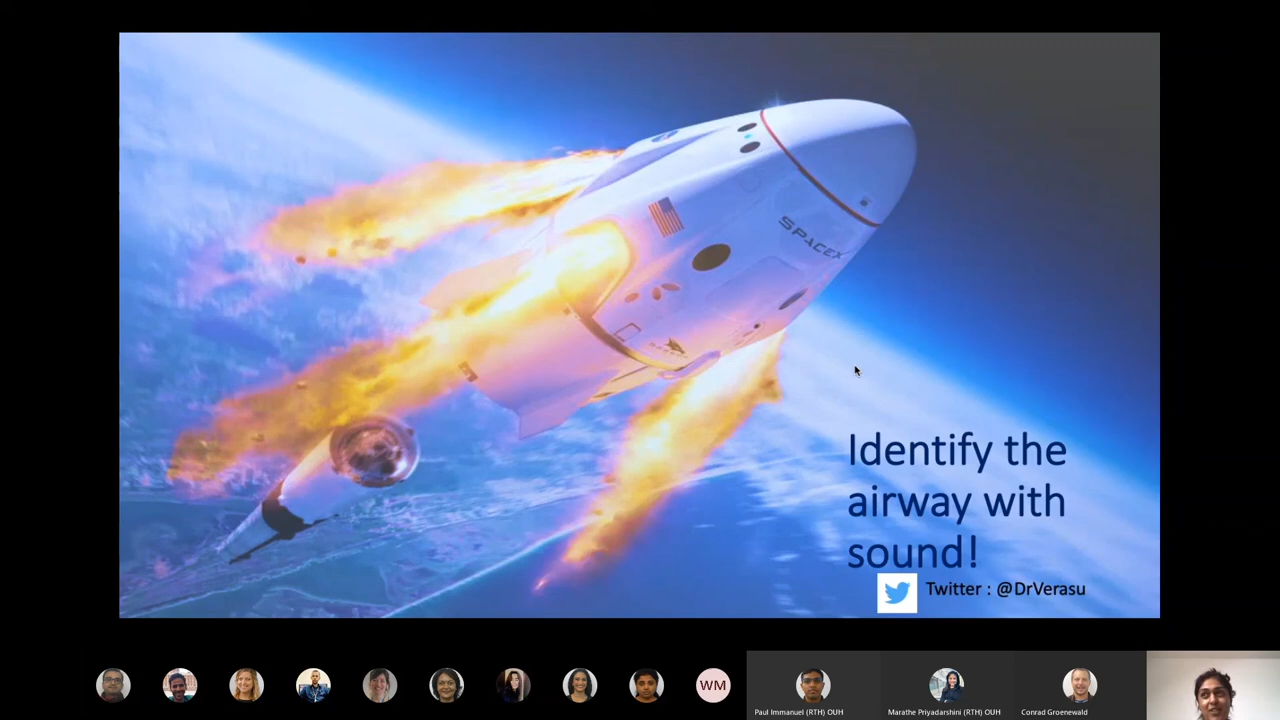 SPACEX
Identify the
airway with
sound!
Twitter : @DrVerasu
WM
Paul Immanuel (RTH) OUH
Marathe Priyadarshini (RTH) OUH
Conrad Groenewald